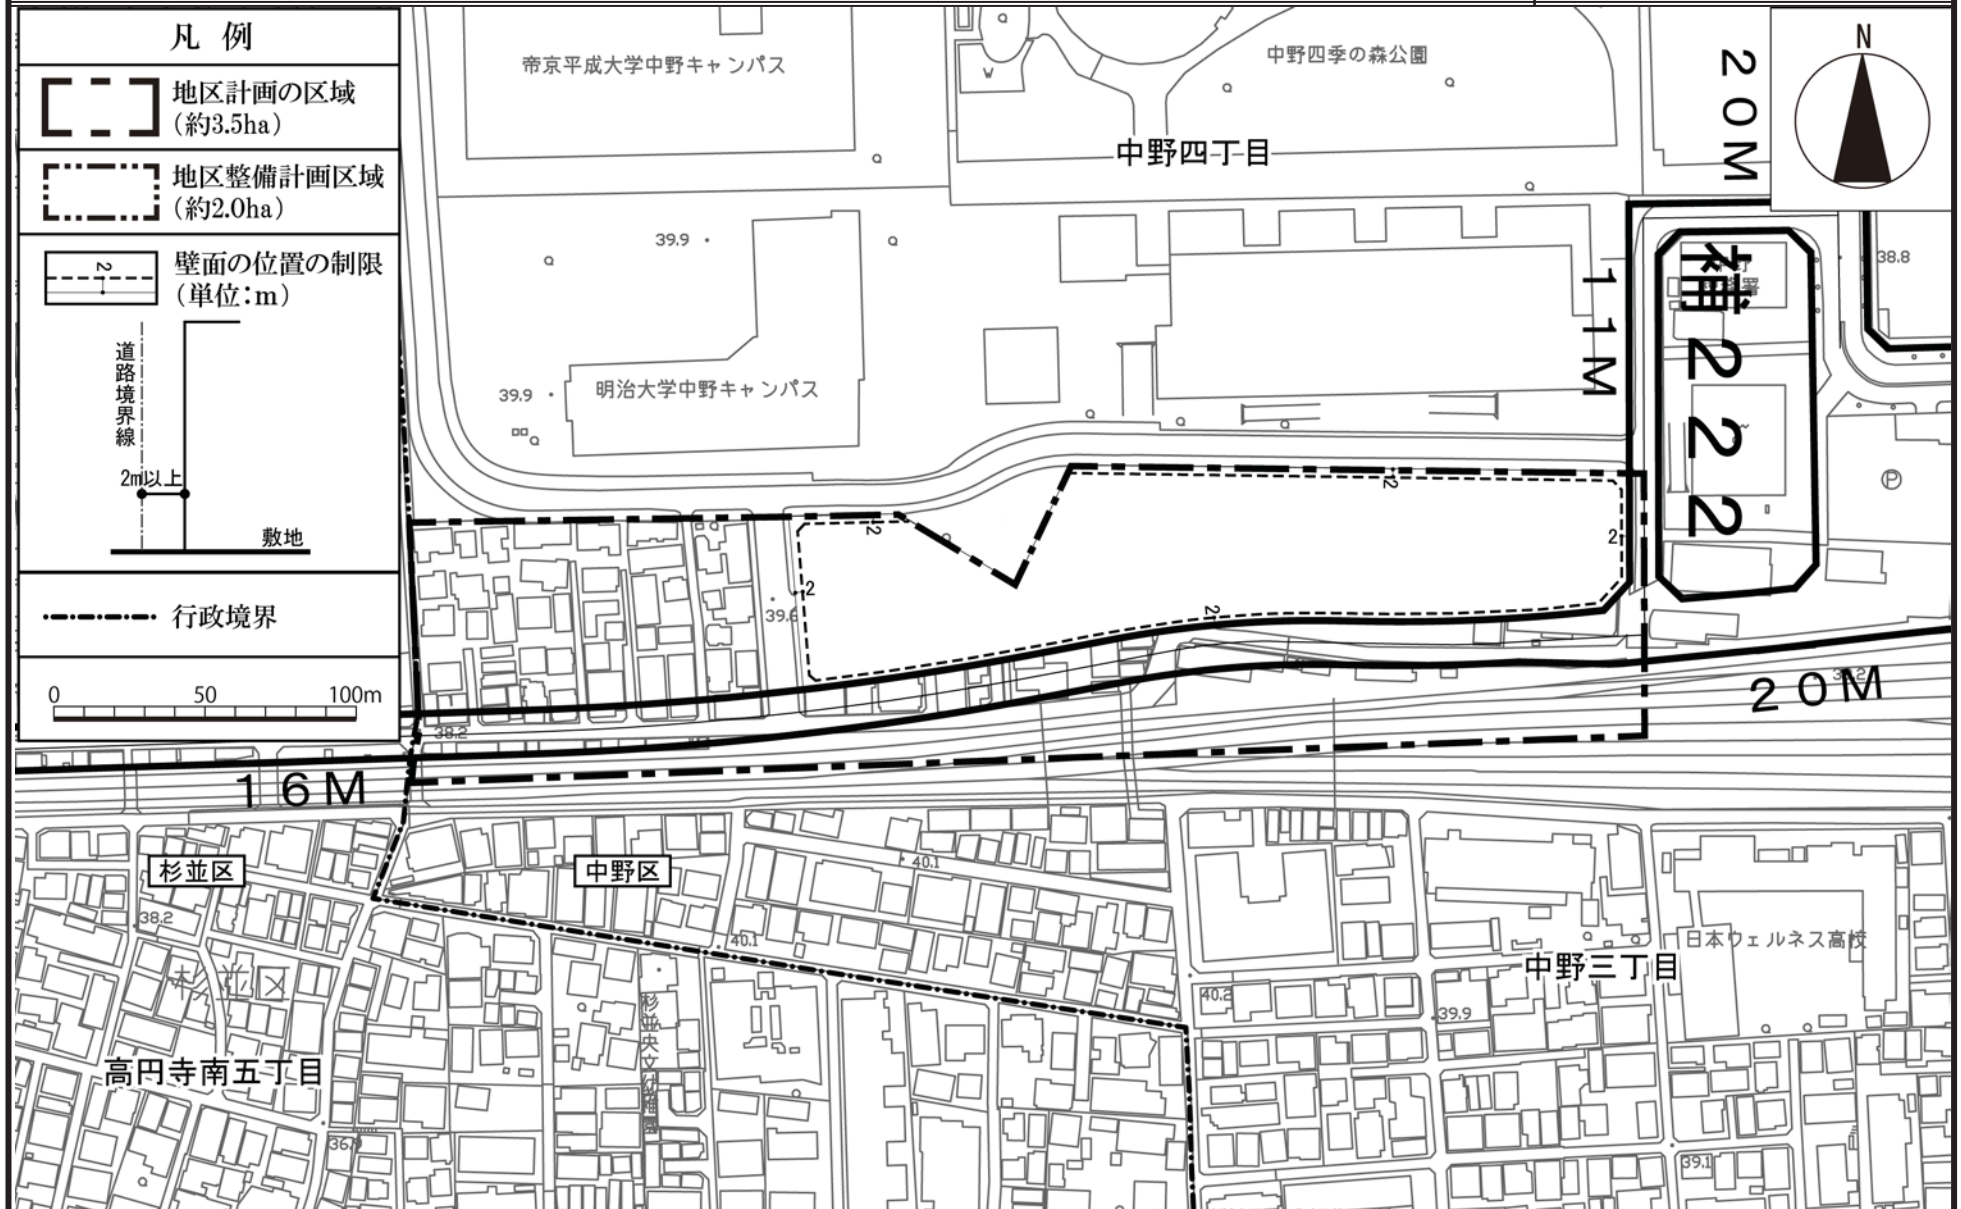 凡 例
地区計画の区域
（約3.5ha）
地区整備計画区域
（約2.0ha）
2
壁面の位置の制限
（単位：m）
道路境界線
2m以上
敷地
行政境界
0 50 100m
N
帝京平成大学中野キャンパス
中野四季の森公園
W
中野四丁目
20M
39.9
38.8
11M
補222
39.9
明治大学中野キャンパス
P
2
2
2
2
2
39.6
38.2
20M
16M
杉並区
中野区
40.1
38.2
40.1
日本ウェルネス高校
中野三丁目
杉並区
40.2
39.9
高円寺南五丁目
39.1